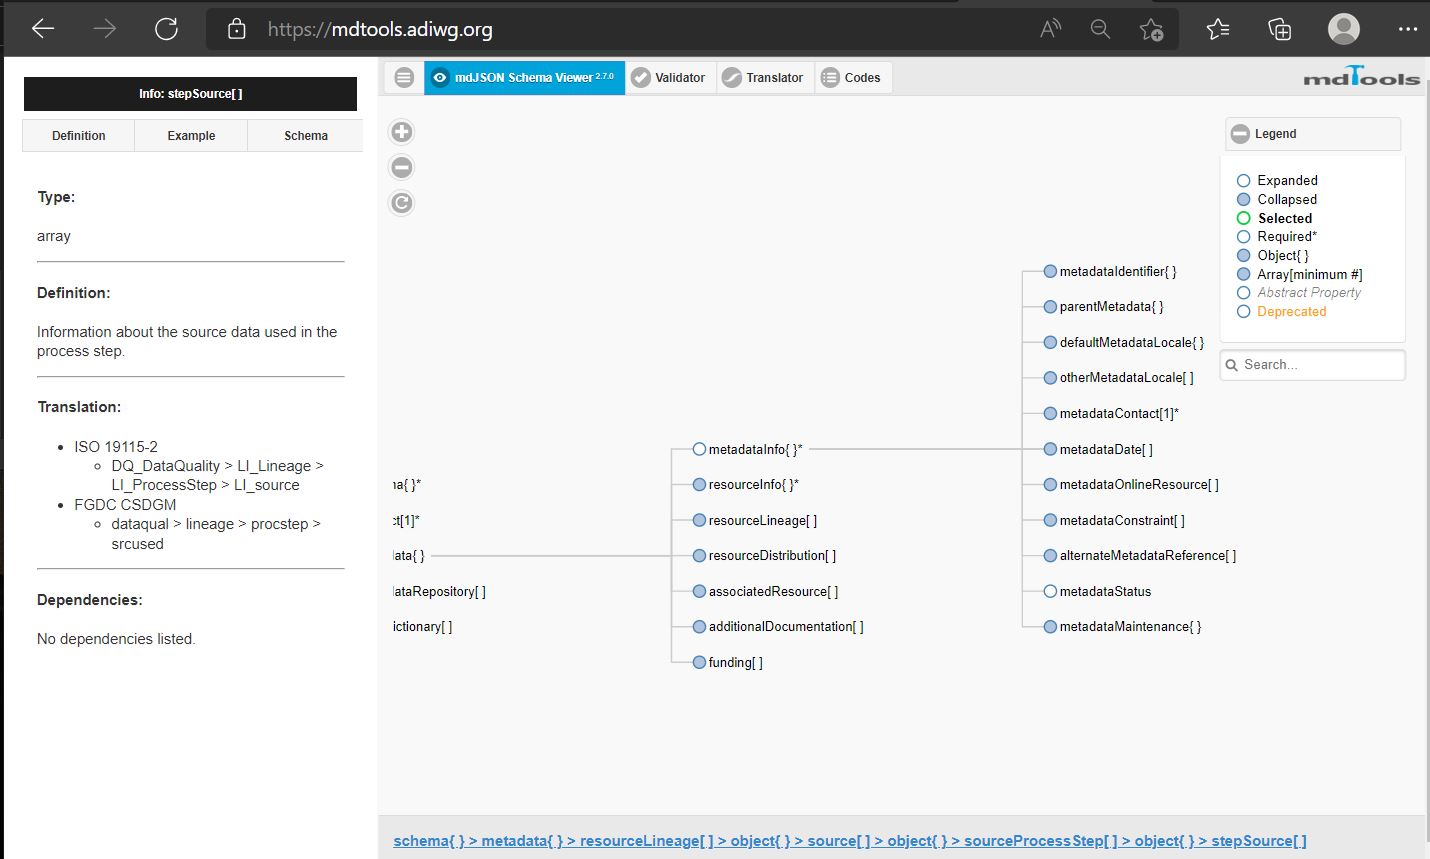 https://mdtools.adiwg.org
Info: stepSource[ ]
Definition Example Schema
Type:
array
Definition:
Information about the source data used in the
process step.
Translation:
ISO 19115-2
DQ_DataQuality > LI_Lineage >
LI_ProcessStep > LI_source
FGDC CSDGM
dataqual > lineage > procstep >
srcused
Dependencies:
No dependencies listed.
mdJSON Schema Viewer 2.7.0 Validator Translator Codes
mdTools
Legend
Expanded
Collapsed
Selected
Required*
Object{ }
Array[minimum #]
Abstract Property
Deprecated
Search...
na{ }*
ct[1]*
data{ }
dataRepository[ ]
ictionary[ ]
metadataInfo{ }*
resourceInfo{ }*
resourceLineage[ ]
resourceDistribution[ ]
associatedResource[ ]
additionalDocumentation[ ]
funding[ ]
metadataIdentifier{ }
parentMetadata{ }
defaultMetadataLocale{ }
otherMetadataLocale[ ]
metadataContact[1]*
metadataDate[ ]
metadataOnlineResource[ ]
metadataConstraint[ ]
alternateMetadataReference[ ]
metadataStatus
metadataMaintenance{ }
schema{ } > metadata{ } > resourceLineage[ ] > object{ } > source[ ] > object{ } > sourceProcessStep[ ] > object{ } > stepSource[ ]